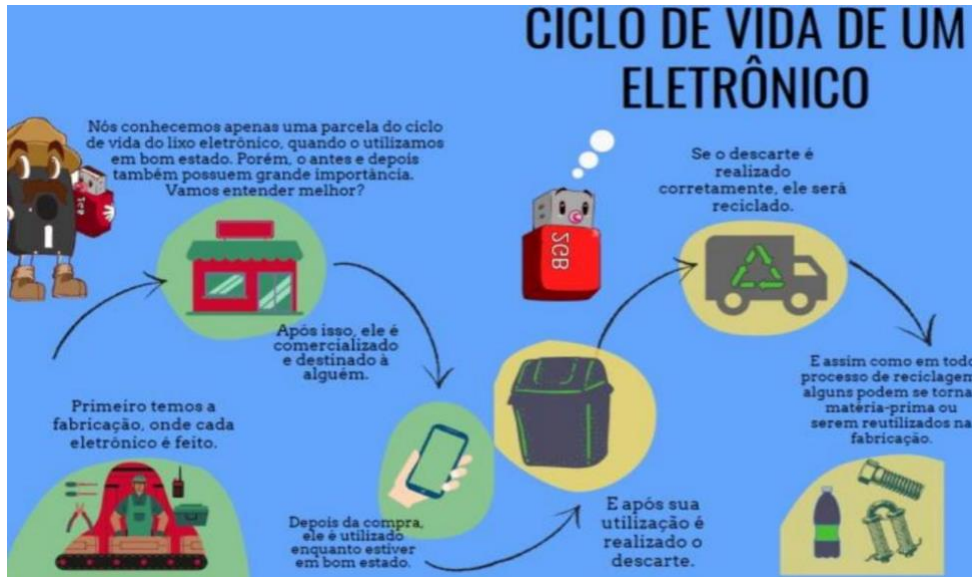 CICLO DE VIDA DE UM
ELETRÔNICO
Nós conhecemos apenas uma parcela do ciclo
de vida do lixo eletrônico, quando o utilizamos
em bom estado. Porém, o antes e depois
também possuem grande importância.
Vamos entender melhor?
Primeiro temos a
fabricação, onde cada
eletrônico é feito.
Após isso, ele é
comercializado
e destinado à
alguém.
Depois da compra,
ele é utilizado
enquanto estiver
em bom estado.
E após sua
utilização é
realizado o
descarte.
2GB
Se o descarte é
realizado
corretamente, ele será
reciclado.
E assim como em todo
processo de reciclagem
alguns podem se torna
matéria-prima ou
serem reutilizados na
fabricação.